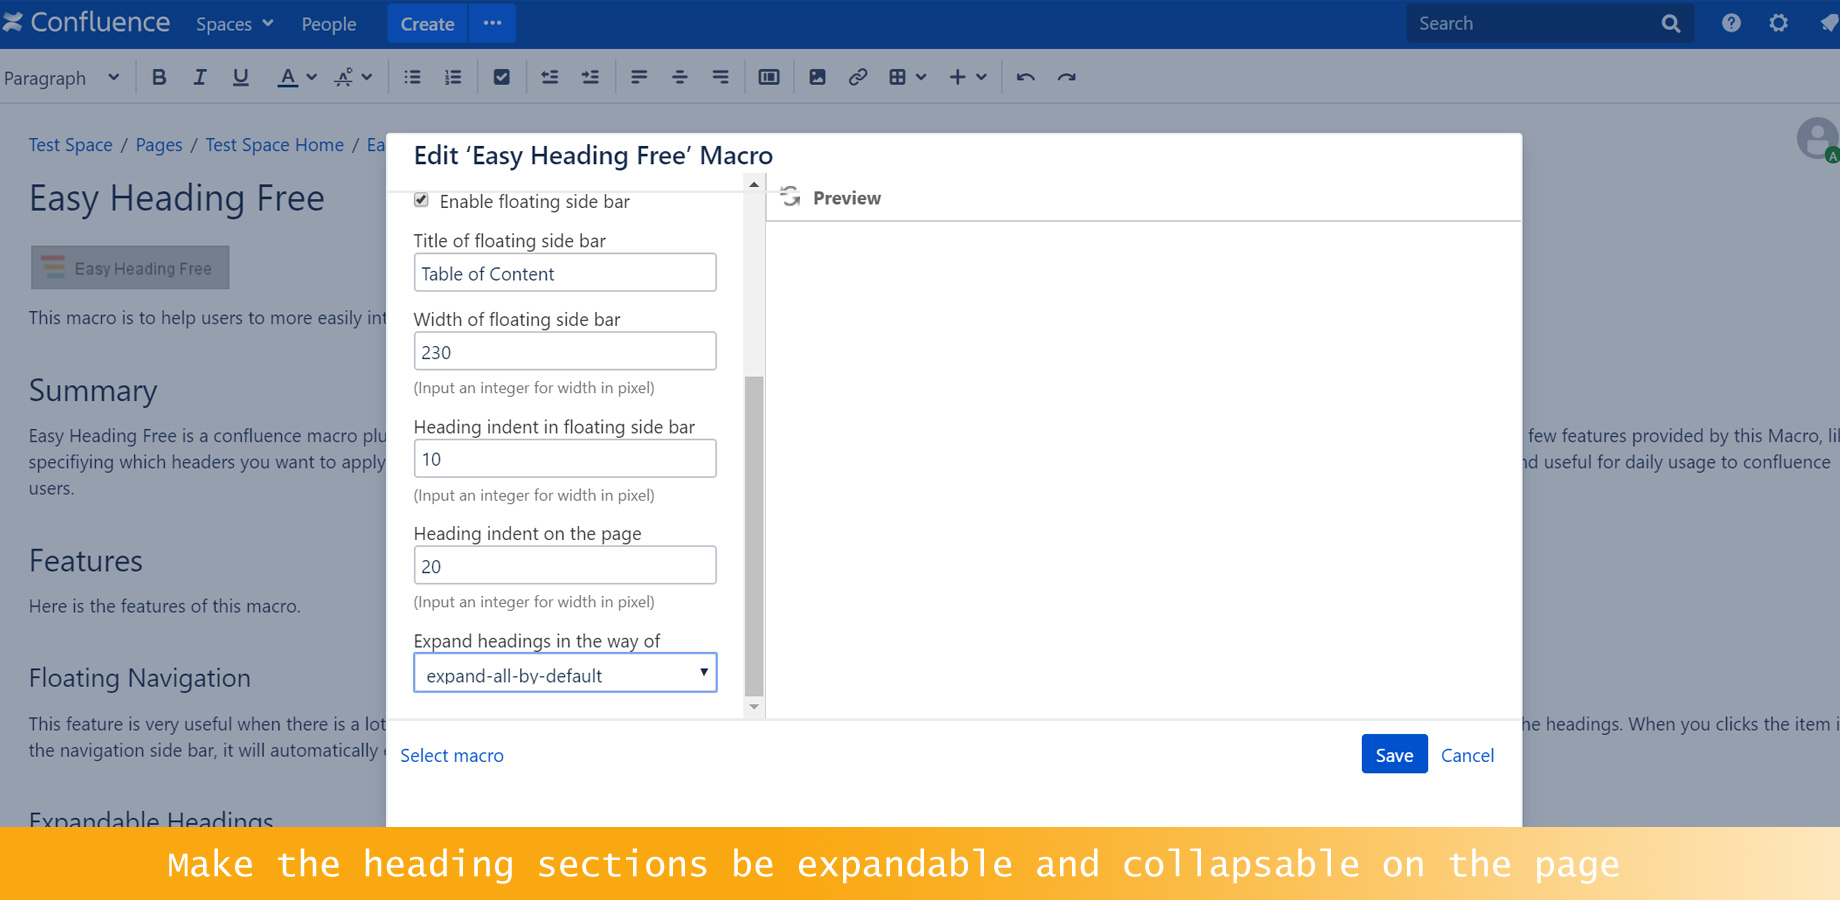 Confluence
Spaces
People
Create
Search
Paragraph
B I U A
Test Space / Pages / Test Space Home / Ea
Easy Heading Free
Easy Heading Free
This macro is to help users to more easily int
Summary
Easy Heading Free is a confluence macro plu
few features provided by this Macro, li
specifiying which headers you want to apply
nd useful for daily usage to confluence
users.
Features
Here is the features of this macro.
Floating Navigation
This feature is very useful when there is a lot
he headings. When you clicks the item i
the navigation side bar, it will automatically
Expandable Headings
A
Edit ‘Easy Heading Free’ Macro
Enable floating side bar
Title of floating side bar
Table of Content
Width of floating side bar
230
(Input an integer for width in pixel)
Heading indent in floating side bar
10
(Input an integer for width in pixel)
Heading indent on the page
20
(Input an integer for width in pixel)
Expand headings in the way of
expand-all-by-default
Preview
Select macro
Save
Cancel
Make the heading sections be expandable and collapsable on the page